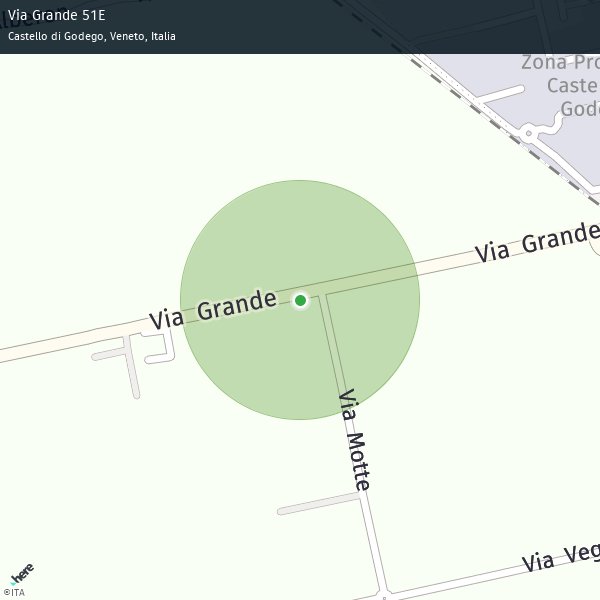 Via Grande 51E
Castello di Godego, Veneto, Italia
Zona Pro
Caste
God
Via Grande
Via Grande
Via Motte
Via Veg
here
©ITA